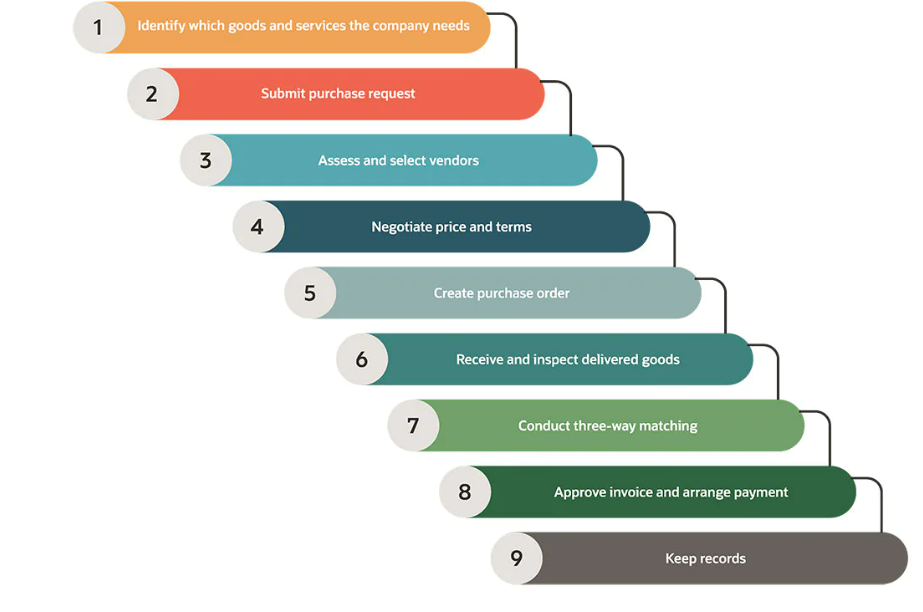 1 Identify which goods and services the company needs
2 Submit purchase request
3 Assess and select vendors
4 Negotiate price and terms
5 Create purchase order
6 Receive and inspect delivered goods
7 Conduct three-way matching
8 Approve invoice and arrange payment
9 Keep records